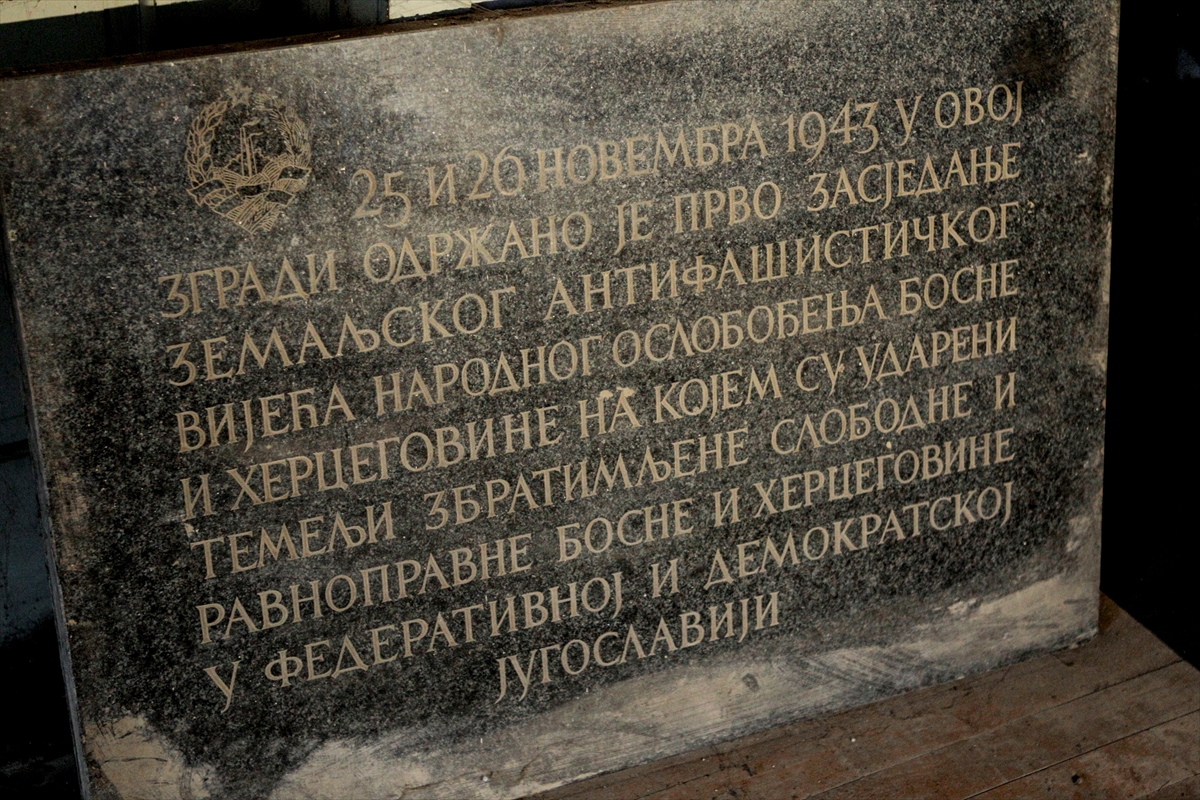 25 И 26 НОВЕМБРА 1943 У ОВОЈ
ЗГРАДИ ОДРЖАНО ЈЕ ПРВО ЗАСЈЕДАЊЕ
ЗЕМАЉСКОГ АНТИФАШИСТИЧКОГ
ВИЈЕЋА НАРОДНОГ ОСЛОБОЂЕЊА БОСНЕ
И ХЕРЦЕГОВИНЕ НА КОЈЕМ СУ УДАРЕНИ
ТЕМЕЉИ ЗБРАТИМЉЕНЕ СЛОБОДНЕ И
РАВНОПРАВНЕ БОСНЕ И ХЕРЦЕГОВИНЕ
У ФЕДЕРАТИВНОЈ И ДЕМОКРАТСКОЈ
ЈУГОСЛАВИЈИ